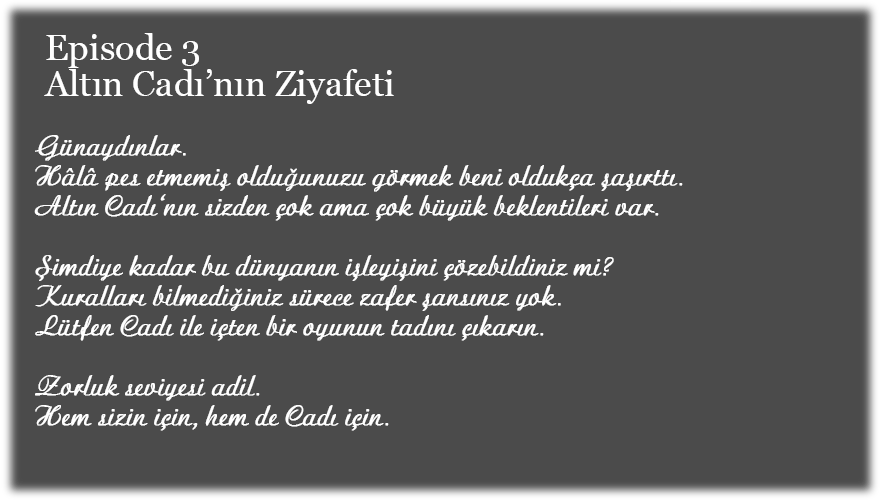 Episode 3
Altın Cadı’nın Ziyafeti
Günaydınlar.
Hâlâ pes etmemiş olduğunuzu görmek beni oldukça şaşırttı.
Altın Cadı‘nın sizden çok ama çok büyük beklentileri var.
Şimdiye kadar bu dünyanın işleyişini çözebildiniz mi?
Kuralları bilmediğiniz sürece zafer şansınız yok.
Lütfen Cadı ile içten bir oyunun tadını çıkarın.
Zorluk seviyesi adil.
Hem sizin için, hem de Cadı için.